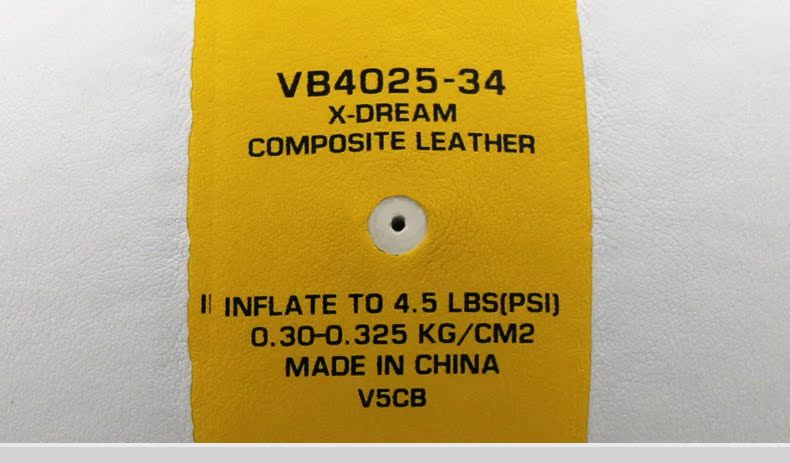 VB4025-34
X-DREAM
COMPOSITE LEATHER
INFLATE TO 4.5 LBS(PSI)
0.30-0.325 KG/CM2
MADE IN CHINA
V5CB